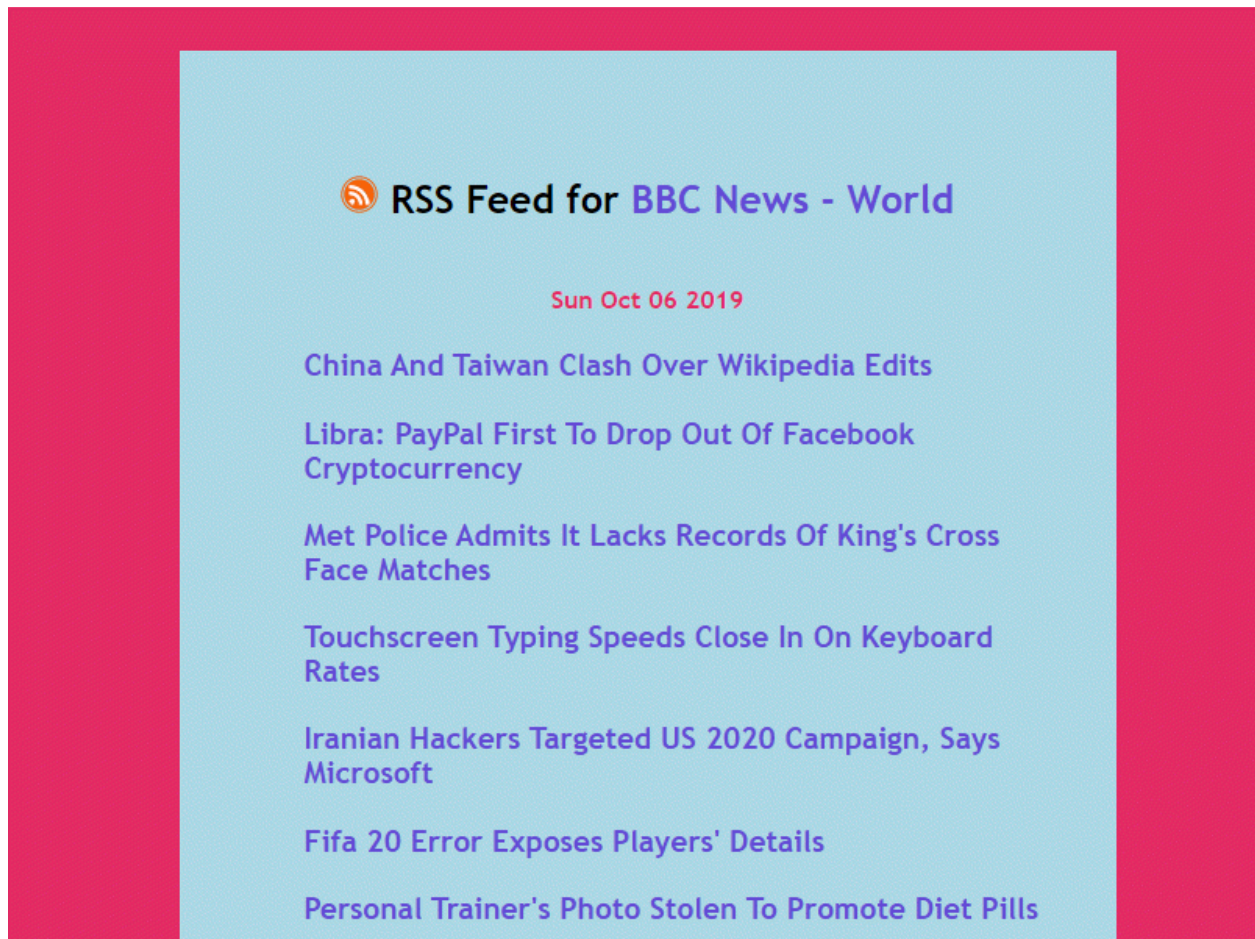 RSS Feed for BBC News - World
Sun Oct 06 2019
China And Taiwan Clash Over Wikipedia Edits
Libra: PayPal First To Drop Out Of Facebook
Cryptocurrency
Met Police Admits It Lacks Records Of King's Cross
Face Matches
Touchscreen Typing Speeds Close In On Keyboard
Rates
Iranian Hackers Targeted US 2020 Campaign, Says
Microsoft
Fifa 20 Error Exposes Players' Details
Personal Trainer's Photo Stolen To Promote Diet Pills